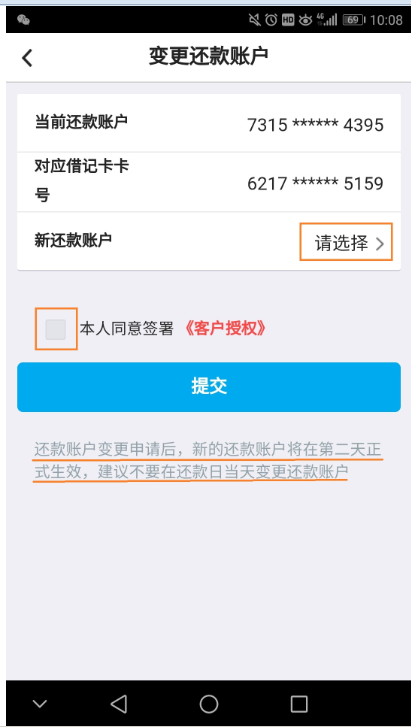 HD 46 69 10:08
变更还款账户
当前还款账户 7315 ****** 4395
对应借记卡卡
号 6217 ****** 5159
新还款账户 请选择
本人同意签署 《客户授权》
提交
还款账户变更申请后，新的还款账户将在第二天正
式生效，建议不要在还款日当天变更还款账户